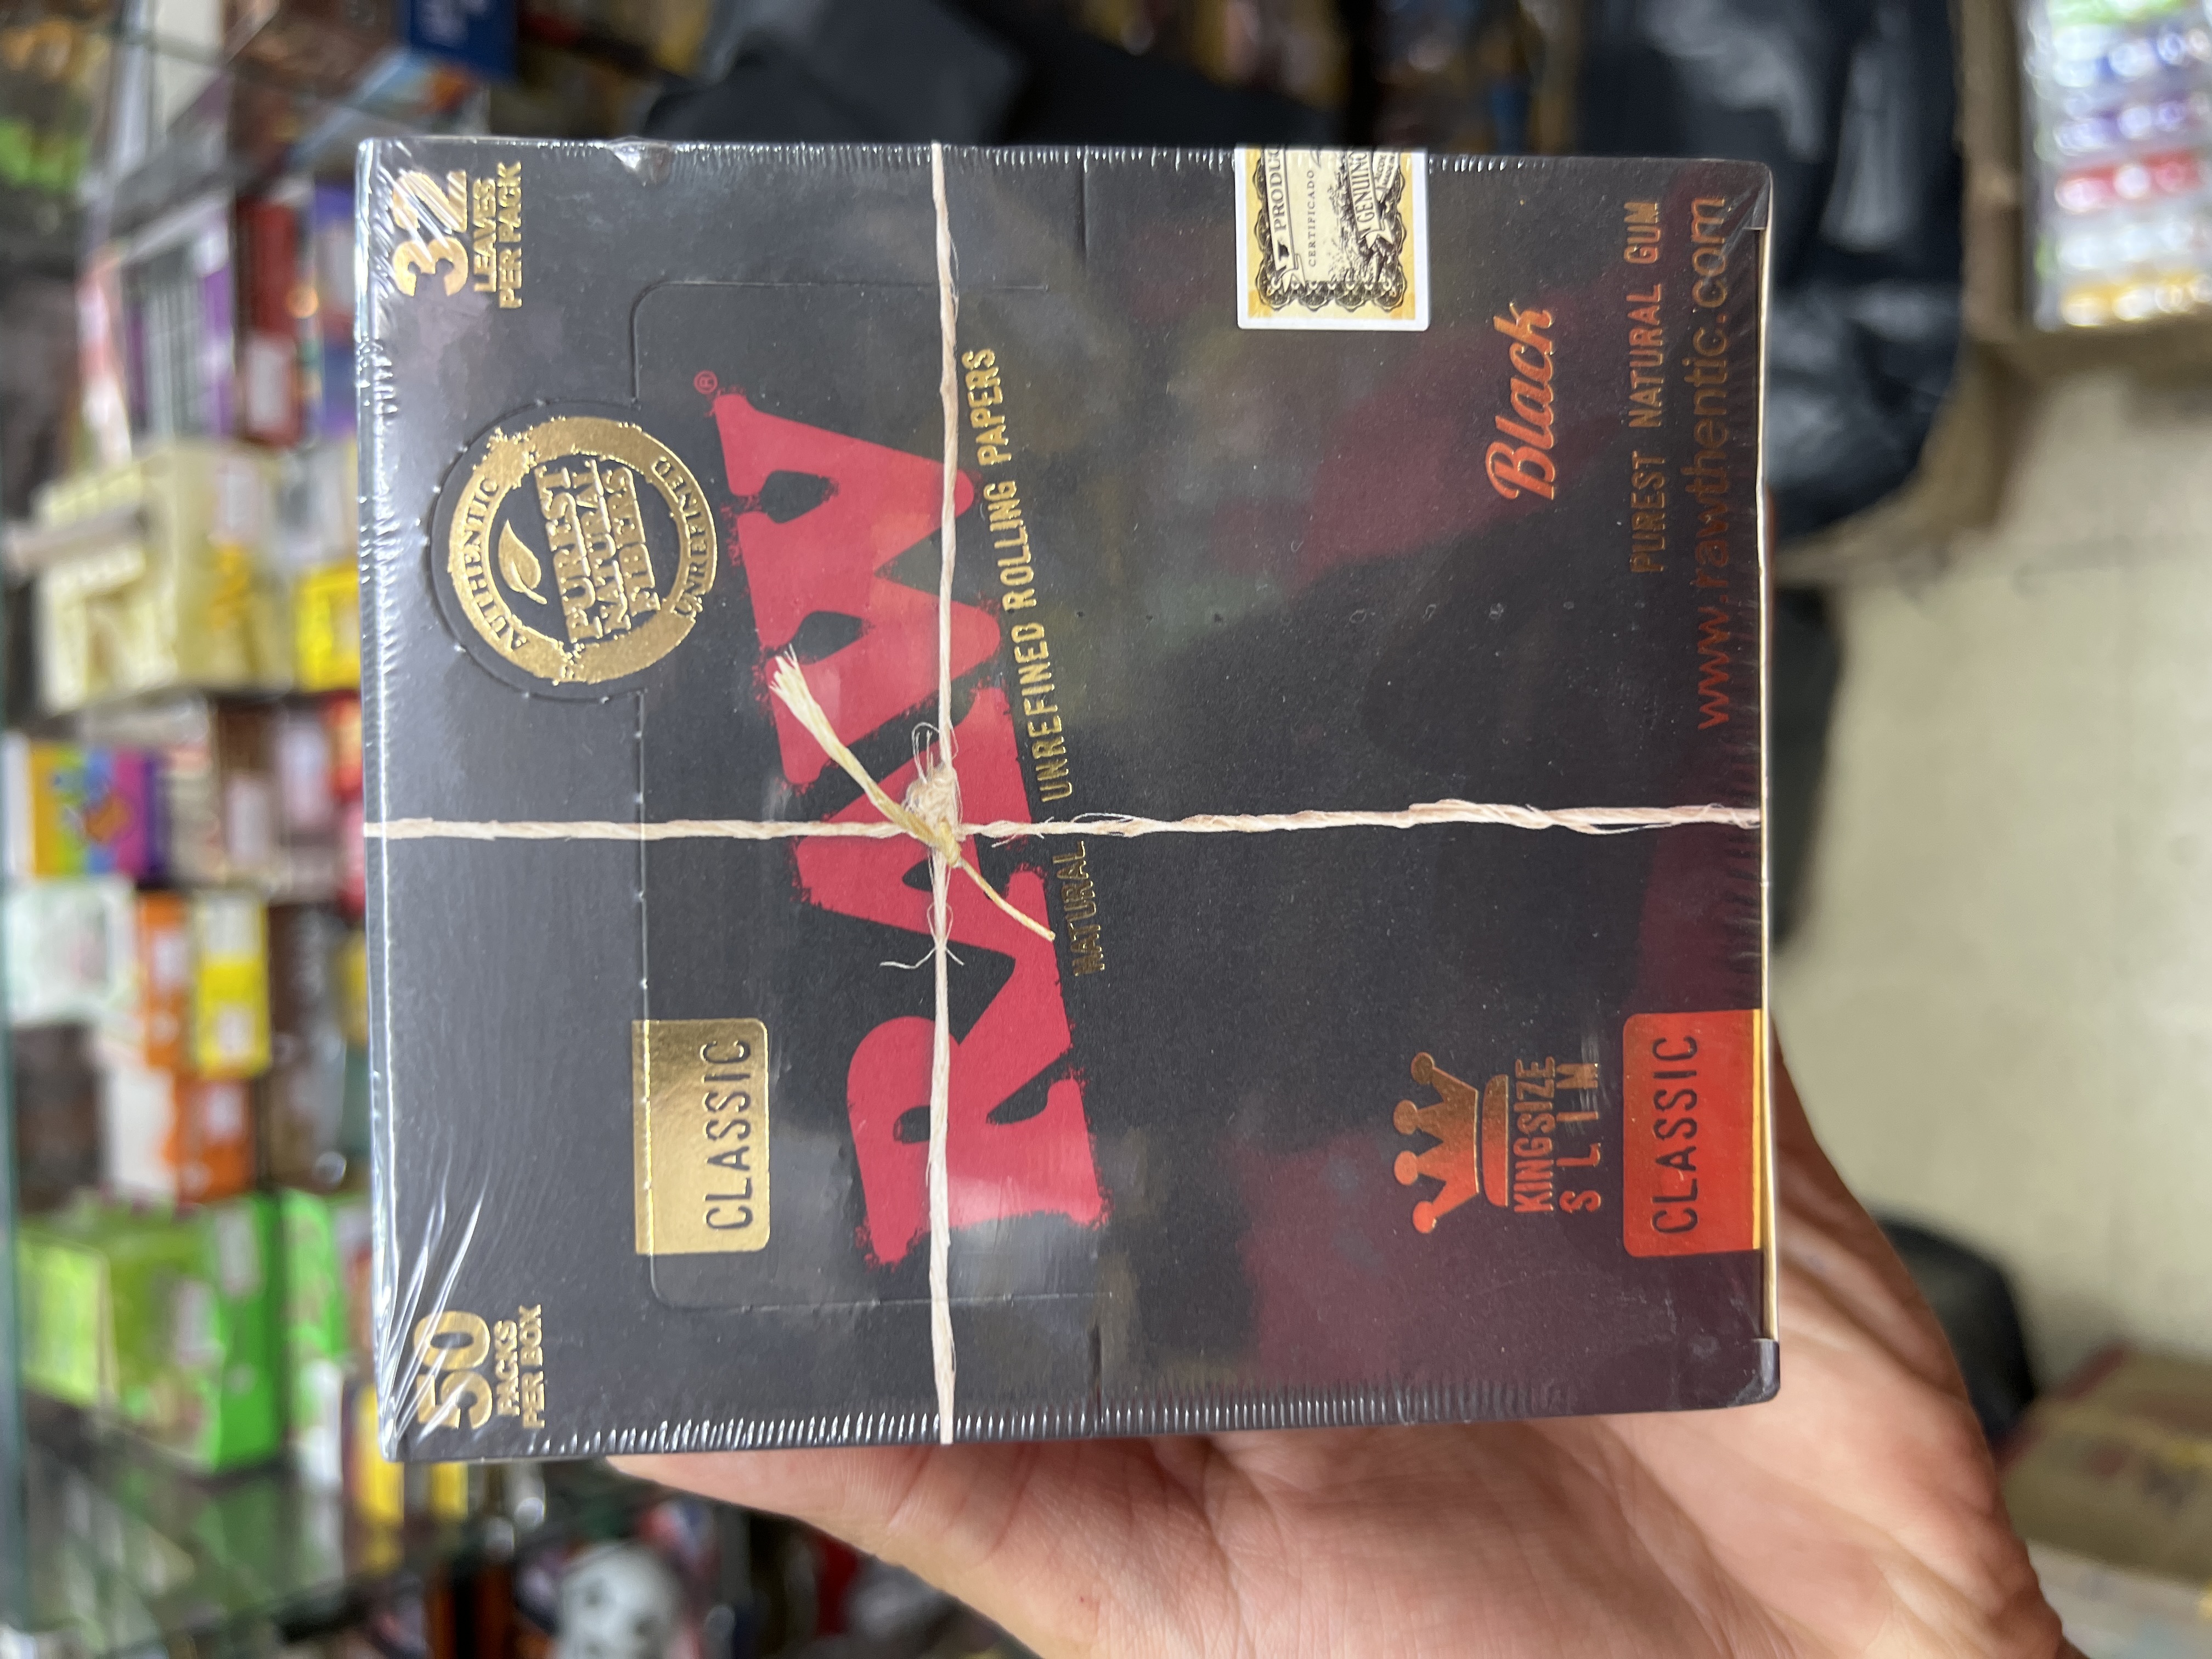 50
PACKS
PER BOX
32
LEAVES
PER PACK
AUTHENTIC
PUREST
NATURAL
FIBERS
UNREFINED
CLASSIC
RAW®
NATURAL UNREFINED ROLLING PAPERS
CERTIFICADO
GENUINO
KINGSIZE
SLIM
Black
CLASSIC
PUREST NATURAL GUM
www.rawthentic.com